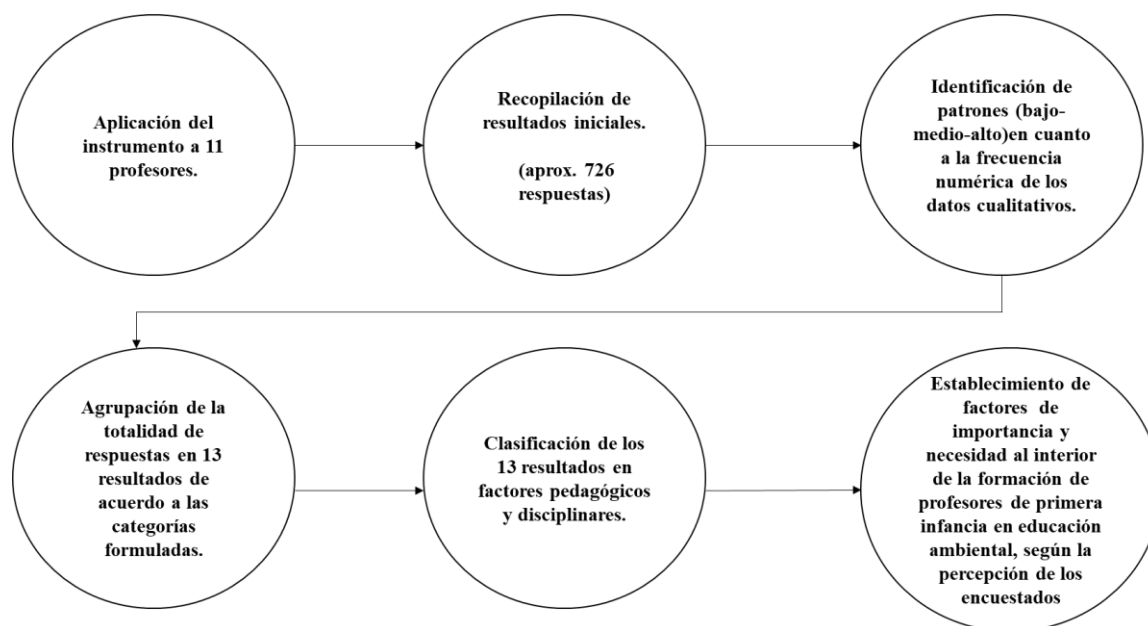 Aplicación del
instrumento a 11
profesores.
Recopilación de
resultados iniciales.
(aprox. 726
respuestas)
Identificación de
patrones (bajo-
medio-alto)en cuanto
a la frecuencia
numérica de los
datos cualitativos.
Agrupación de la
totalidad de
respuestas en 13
resultados de
acuerdo a las
categorías
formuladas.
Clasificación de los
13 resultados en
factores pedagógicos
y disciplinares.
Establecimiento de
factores de
importancia y
necesidad al interior
de la formación de
profesores de primera
infancia en educación
ambiental, según la
percepción de los
encuestados